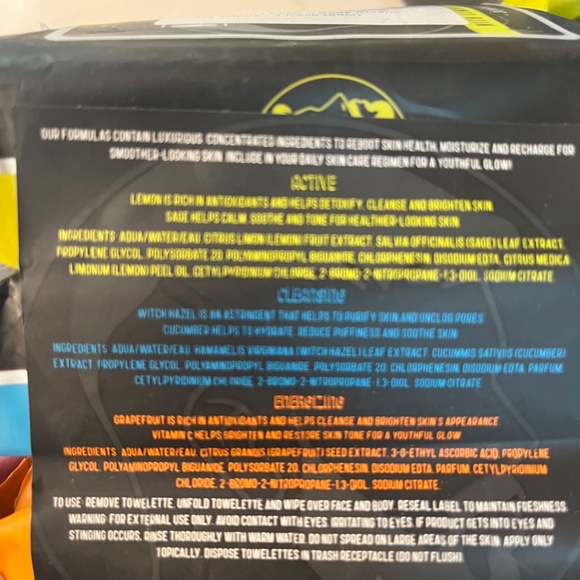 OUR FORMULAS CONTAIN LUXURIOUS, CONCENTRATED INGREDIENTS TO REBOOT SKIN HEALTH, MOISTURIZE AND RECHARGE FOR
SMOOTHER-LOOKING SKIN. INCLUDE IN YOUR DAILY SKIN CARE REGIMEN FOR A YOUTHFUL GLOW!
ACTIVE
LEMON IS RICH IN ANTIOXIDANTS AND HELPS DETOXIFY, CLEANSE AND BRIGHTEN SKIN.
SAGE HELPS CALM, SOOTHE AND TONE FOR HEALTHIER-LOOKING SKIN.
INGREDIENTS: AQUA/WATER/EAU, CITRUS LIMON (LEMON) FRUIT EXTRACT, SALVIA OFFICINALIS (SAGE) LEAF EXTRACT,
PROPYLENE GLYCOL, POLYSORBATE 20, POLYAMINOPROPYL BIGUANIDE, CHLORPHENESIN, DISODIUM EDTA, CITRUS MEDICA
LIMONUM (LEMON) PEEL OIL, CETYLPYRIDINIUM CHLORIDE, 2-BROMO-2-NITROPROPANE-1,3-DIOL, SODIUM CITRATE.
CLEANSING
WITCH HAZEL IS AN ASTRINGENT THAT HELPS TO PURIFY SKIN AND UNCLOG PORES.
CUCUMBER HELPS TO HYDRATE, REDUCE PUFFINESS AND SOOTHE SKIN.
INGREDIENTS: AQUA/WATER/EAU, HAMAMELIS VIRGINIANA (WITCH HAZEL) LEAF EXTRACT, CUCUMIS SATIVUS (CUCUMBER)
EXTRACT, PROPYLENE GLYCOL, POLYAMINOPROPYL BIGUANIDE, POLYSORBATE 20, CHLORPHENESIN, DISODIUM EDTA, PARFUM,
CETYLPYRIDINIUM CHLORIDE, 2-BROMO-2-NITROPROPANE-1,3-DIOL, SODIUM CITRATE.
ENERGIZING
GRAPEFRUIT IS RICH IN ANTIOXIDANTS AND HELPS CLEANSE AND BRIGHTEN SKIN'S APPEARANCE.
VITAMIN C HELPS BRIGHTEN AND RESTORE SKIN TONE FOR A YOUTHFUL GLOW.
INGREDIENTS: AQUA/WATER/EAU, CITRUS GRANDIS (GRAPEFRUIT) SEED EXTRACT, 3-O-ETHYL ASCORBIC ACID, PROPYLENE
GLYCOL, POLYAMINOPROPYL BIGUANIDE, POLYSORBATE 20, CHLORPHENESIN, DISODIUM EDTA, PARFUM, CETYLPYRIDINIUM
CHLORIDE, 2-BROMO-2-NITROPROPANE-1,3-DIOL, SODIUM CITRATE.
TO USE: REMOVE TOWELETTE, UNFOLD TOWELETTE AND WIPE OVER FACE AND BODY. RESEAL LABEL TO MAINTAIN FRESHNESS.
WARNING: FOR EXTERNAL USE ONLY. AVOID CONTACT WITH EYES. IRRITATING TO EYES. IF PRODUCT GETS INTO EYES AND
STINGING OCCURS, RINSE THOROUGHLY WITH WARM WATER. DO NOT SPREAD ON LARGE AREAS OF THE SKIN. APPLY ONLY
TOPICALLY. DISPOSE TOWELETTES IN TRASH RECEPTACLE (DO NOT FLUSH).